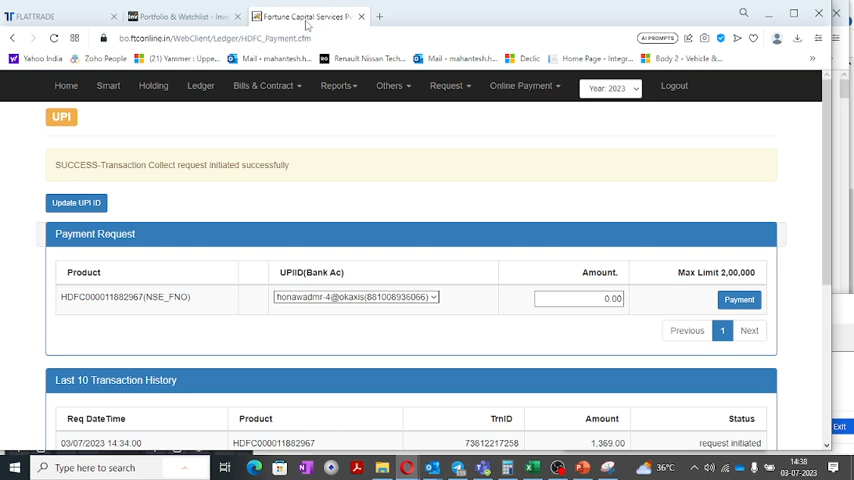 FLATTRADE
Portfolio & Watchlist - Inve
Fortune Capital Services Pv
bo.ftconline.in/WebClient/Ledger/HDFC_Payment.cfm
AI PROMPTS
Yahoo India
Zoho People
(21) Yammer : Uppe...
Mail - mahantesh.h...
Renault Nissan Tech...
Mail - mahantesh.h...
Declic
Home Page - Integr...
Body 2 - Vehicle &...
Home Smart Holding Ledger Bills & Contract Reports Others Request Online Payment Year: 2023 Logout
UPI
SUCCESS-Transaction Collect request initiated successfully
Update UPI ID
Payment Request
Product UPIID(Bank Ac) Amount. Max Limit 2,00,000
HDFC000011882967(NSE_FNO) honawadmr-4@okaxis(881008936066) 0.00 Payment
Previous 1 Next
Last 10 Transaction History
Req DateTime Product TrnID Amount Status
03/07/2023 14:34:00 HDFC000011882967 73812217258 1,369.00 request initiated
Exit
Type here to search
36°C
14:38
03-07-2023